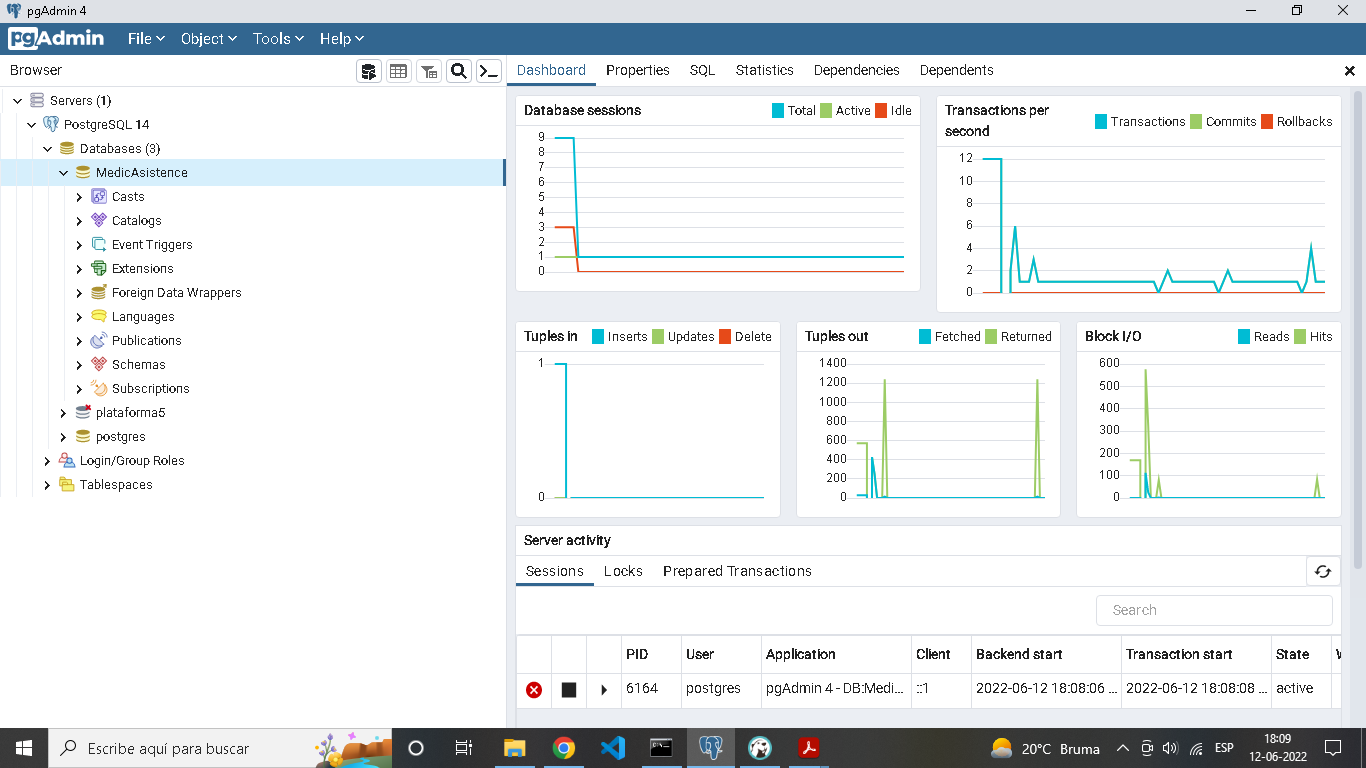 pgAdmin 4
pgAdmin File Object Tools Help
Browser
Dashboard Properties SQL Statistics Dependencies Dependents
Servers (1)
PostgreSQL 14
Databases (3)
MedicAsistence
Casts
Catalogs
Event Triggers
Extensions
Foreign Data Wrappers
Languages
Publications
Schemas
Subscriptions
plataforma5
postgres
Login/Group Roles
Tablespaces
Database sessions Total Active Idle
9
8
7
6
5
4
3
2
1
0
Transactions per
second
Transactions Commits Rollbacks
12
10
8
6
4
2
0
Tuples in Inserts Updates Delete
1
0
Tuples out Fetched Returned
1400
1200
1000
800
600
400
200
0
Block I/O Reads Hits
600
500
400
300
200
100
0
Server activity
Sessions Locks Prepared Transactions
Search
PID User Application Client Backend start Transaction start State
6164 postgres pgAdmin 4 - DB:Medi... ::1 2022-06-12 18:08:06 ... 2022-06-12 18:08:08 ... active
Escribe aquí para buscar
20°C Bruma
ESP
18:09
12-06-2022